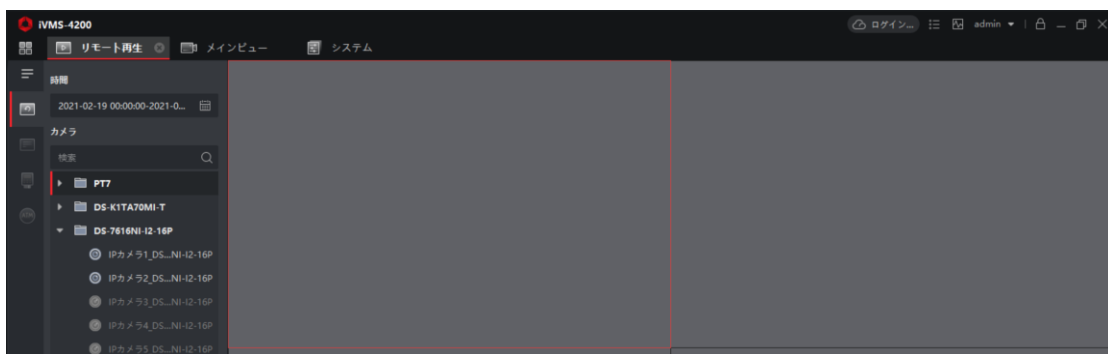 iVMS-4200
ログイン...
admin
リモート再生
メインビュー
システム
時間
2021-02-19 00:00:00-2021-0...
カメラ
検索
PT7
DS-K1TA70MI-T
DS-7616NI-I2-16P
IPカメラ1_DS...NI-I2-16P
IPカメラ2_DS...NI-I2-16P
IPカメラ3_DS...NI-I2-16P
IPカメラ4_DS...NI-I2-16P
IPカメラ5_DS...NI-I2-16P